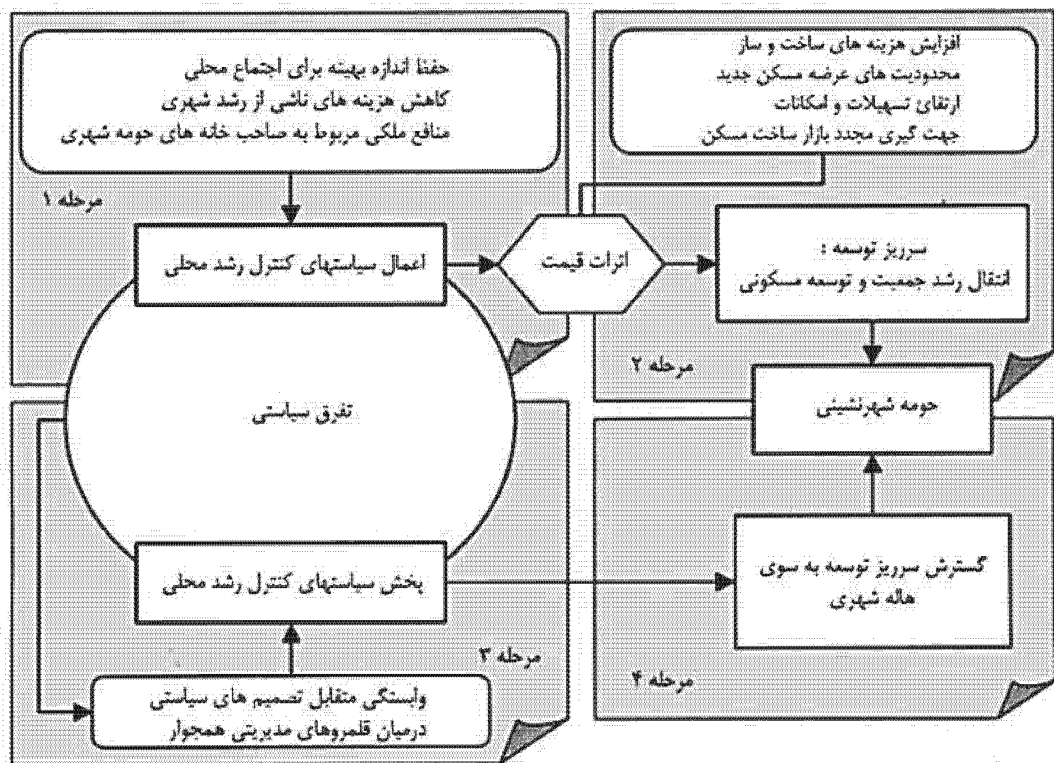 حفظ اندازه بهینه برای اجتماع محلی
کاهش هزینه های ناشی از رشد شهری
منافع ملکی مربوط به صاحب خانه های حومه شهری
مرحله ۱
اعمال سیاستهای کنترل رشد محلی
اثرات قیمت
افزایش هزینه های ساخت و ساز
محدودیت های عرضه مسکن جدید
ارتقائ تسهیلات و امکانات
جهت گیری مجدد بازار ساخت مسکن
سرریز توسعه :
انتقال رشد جمعیت و توسعه مسکونی
مرحله ۲
حومه شهرنشینی
تفرق سیاستی
پخش سیاستهای کنترل رشد محلی
مرحله ۳
وابستگی متقابل تصمیم های سیاستی
درمیان قلمروهای مدیریتی همجوار
گسترش سرریز توسعه به سوی
هاله شهری
مرحله ۴